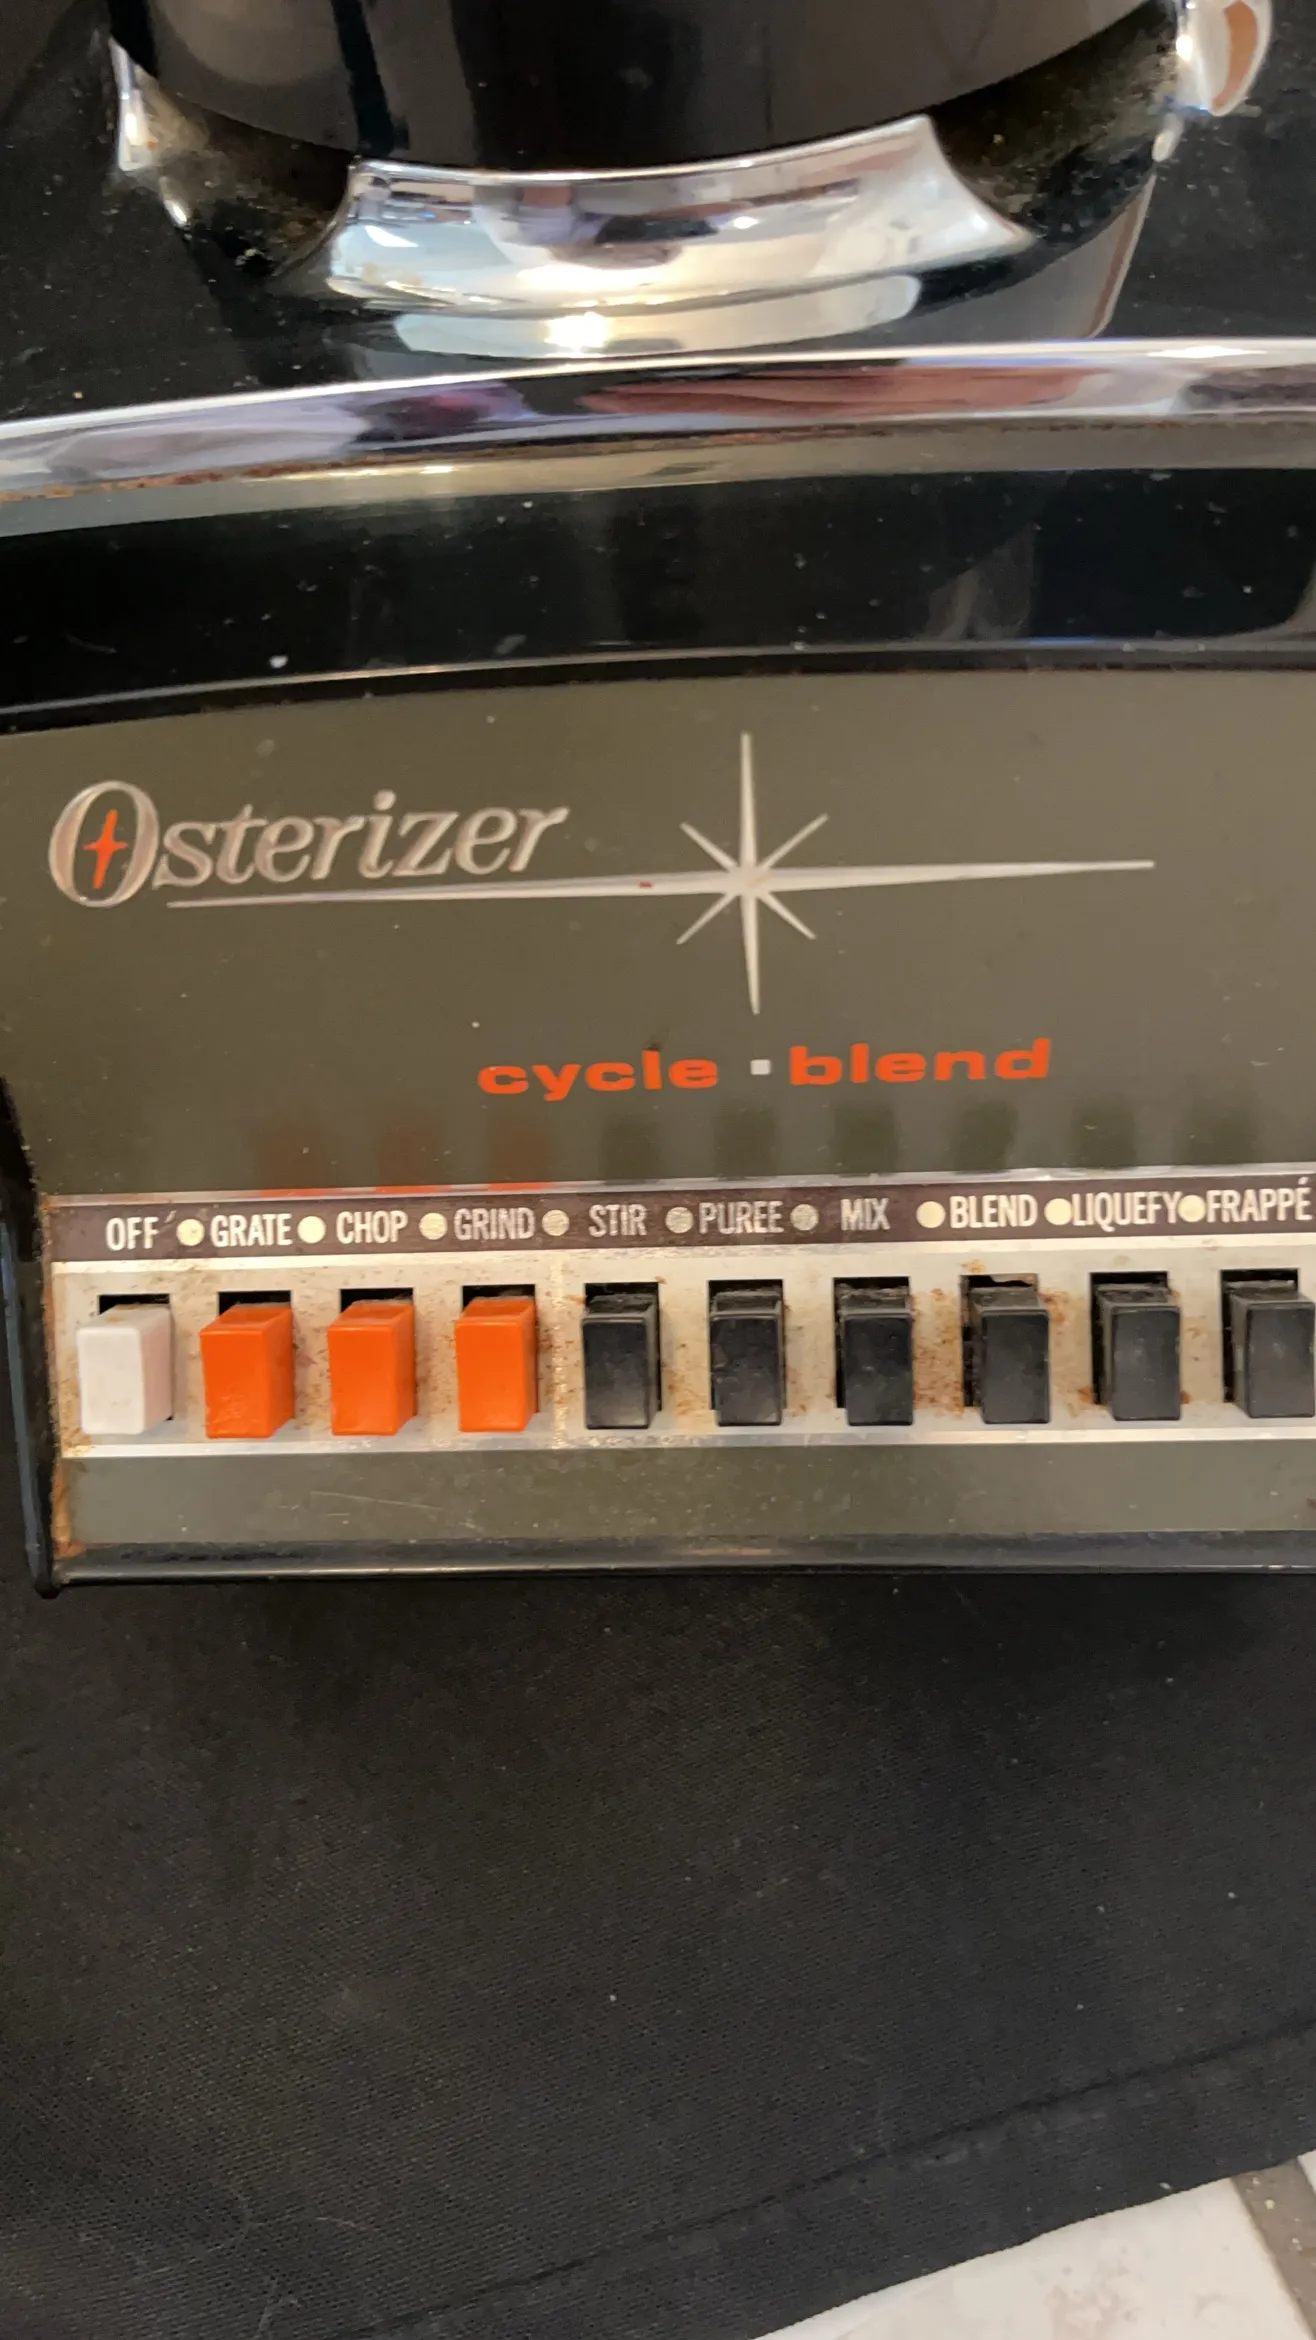 Osterizer
cycle · blend
OFF • GRATE • CHOP • GRIND • STIR • PUREE • MIX • BLEND • LIQUEFY • FRAPPÉ